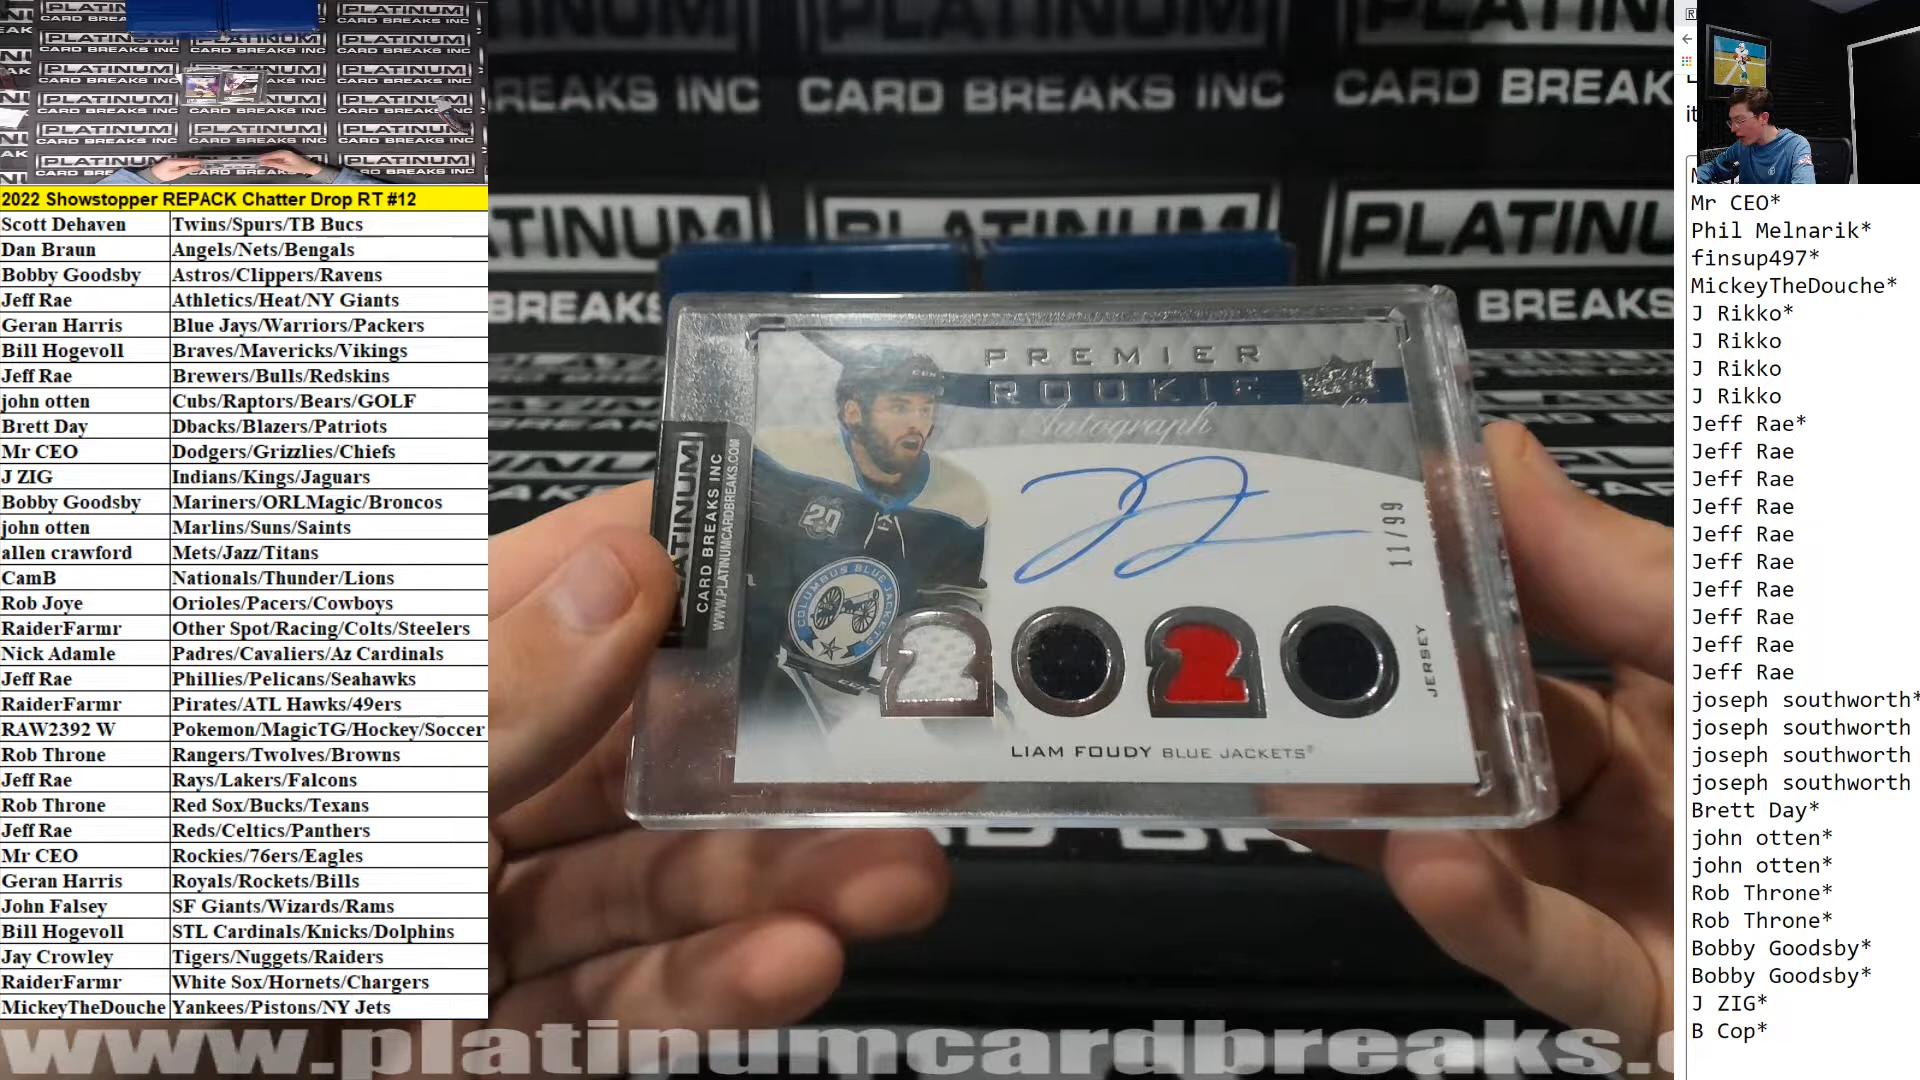 2022 Showstopper REPACK Chatter Drop RT #12
Scott Dehaven Twins/Spurs/TB Bucs
Dan Braun Angels/Nets/Bengals
Bobby Goodsby Astros/Clippers/Ravens
Jeff Rae Athletics/Heat/NY Giants
Geran Harris Blue Jays/Warriors/Packers
Bill Hogevoll Braves/Mavericks/Vikings
Jeff Rae Brewers/Bulls/Redskins
john otten Cubs/Raptors/Bears/GOLF
Brett Day Dbacks/Blazers/Patriots
Mr CEO Dodgers/Grizzlies/Chiefs
J ZIG Indians/Kings/Jaguars
Bobby Goodsby Mariners/ORLMagic/Broncos
john otten Marlins/Suns/Saints
allen crawford Mets/Jazz/Titans
CamB Nationals/Thunder/Lions
Rob Joye Orioles/Pacers/Cowboys
RaiderFarmr Other Spot/Racing/Colts/Steelers
Nick Adamle Padres/Cavaliers/Az Cardinals
Jeff Rae Phillies/Pelicans/Seahawks
RaiderFarmr Pirates/ATL Hawks/49ers
RAW2392 W Pokemon/MagicTG/Hockey/Soccer
Rob Throne Rangers/Twolves/Browns
Jeff Rae Rays/Lakers/Falcons
Rob Throne Red Sox/Bucks/Texans
Jeff Rae Reds/Celtics/Panthers
Mr CEO Rockies/76ers/Eagles
Geran Harris Royals/Rockets/Bills
John Falsey SF Giants/Wizards/Rams
Bill Hogevoll STL Cardinals/Knicks/Dolphins
Jay Crowley Tigers/Nuggets/Raiders
RaiderFarmr White Sox/Hornets/Chargers
MickeyTheDouche Yankees/Pistons/NY Jets
PLATINUM
CARD BREAKS INC
PREMIER
ROOKIE
Autograph
11/99
20
COLUMBUS BLUE JACKETS
2020
JERSEY
LIAM FOUDY BLUE JACKETS
PLATINUM
CARD BREAKS INC
WWW.PLATINUMCARDBREAKS.COM
www.platinumcardbreaks.
Mr CEO*
Phil Melnarik*
finsup497*
MickeyTheDouche*
J Rikko*
J Rikko
J Rikko
J Rikko
Jeff Rae*
Jeff Rae
Jeff Rae
Jeff Rae
Jeff Rae
Jeff Rae
Jeff Rae
Jeff Rae
Jeff Rae
Jeff Rae
joseph southworth*
joseph southworth
joseph southworth
joseph southworth
Brett Day*
john otten*
john otten*
Rob Throne*
Rob Throne*
Bobby Goodsby*
Bobby Goodsby*
J ZIG*
B Cop*